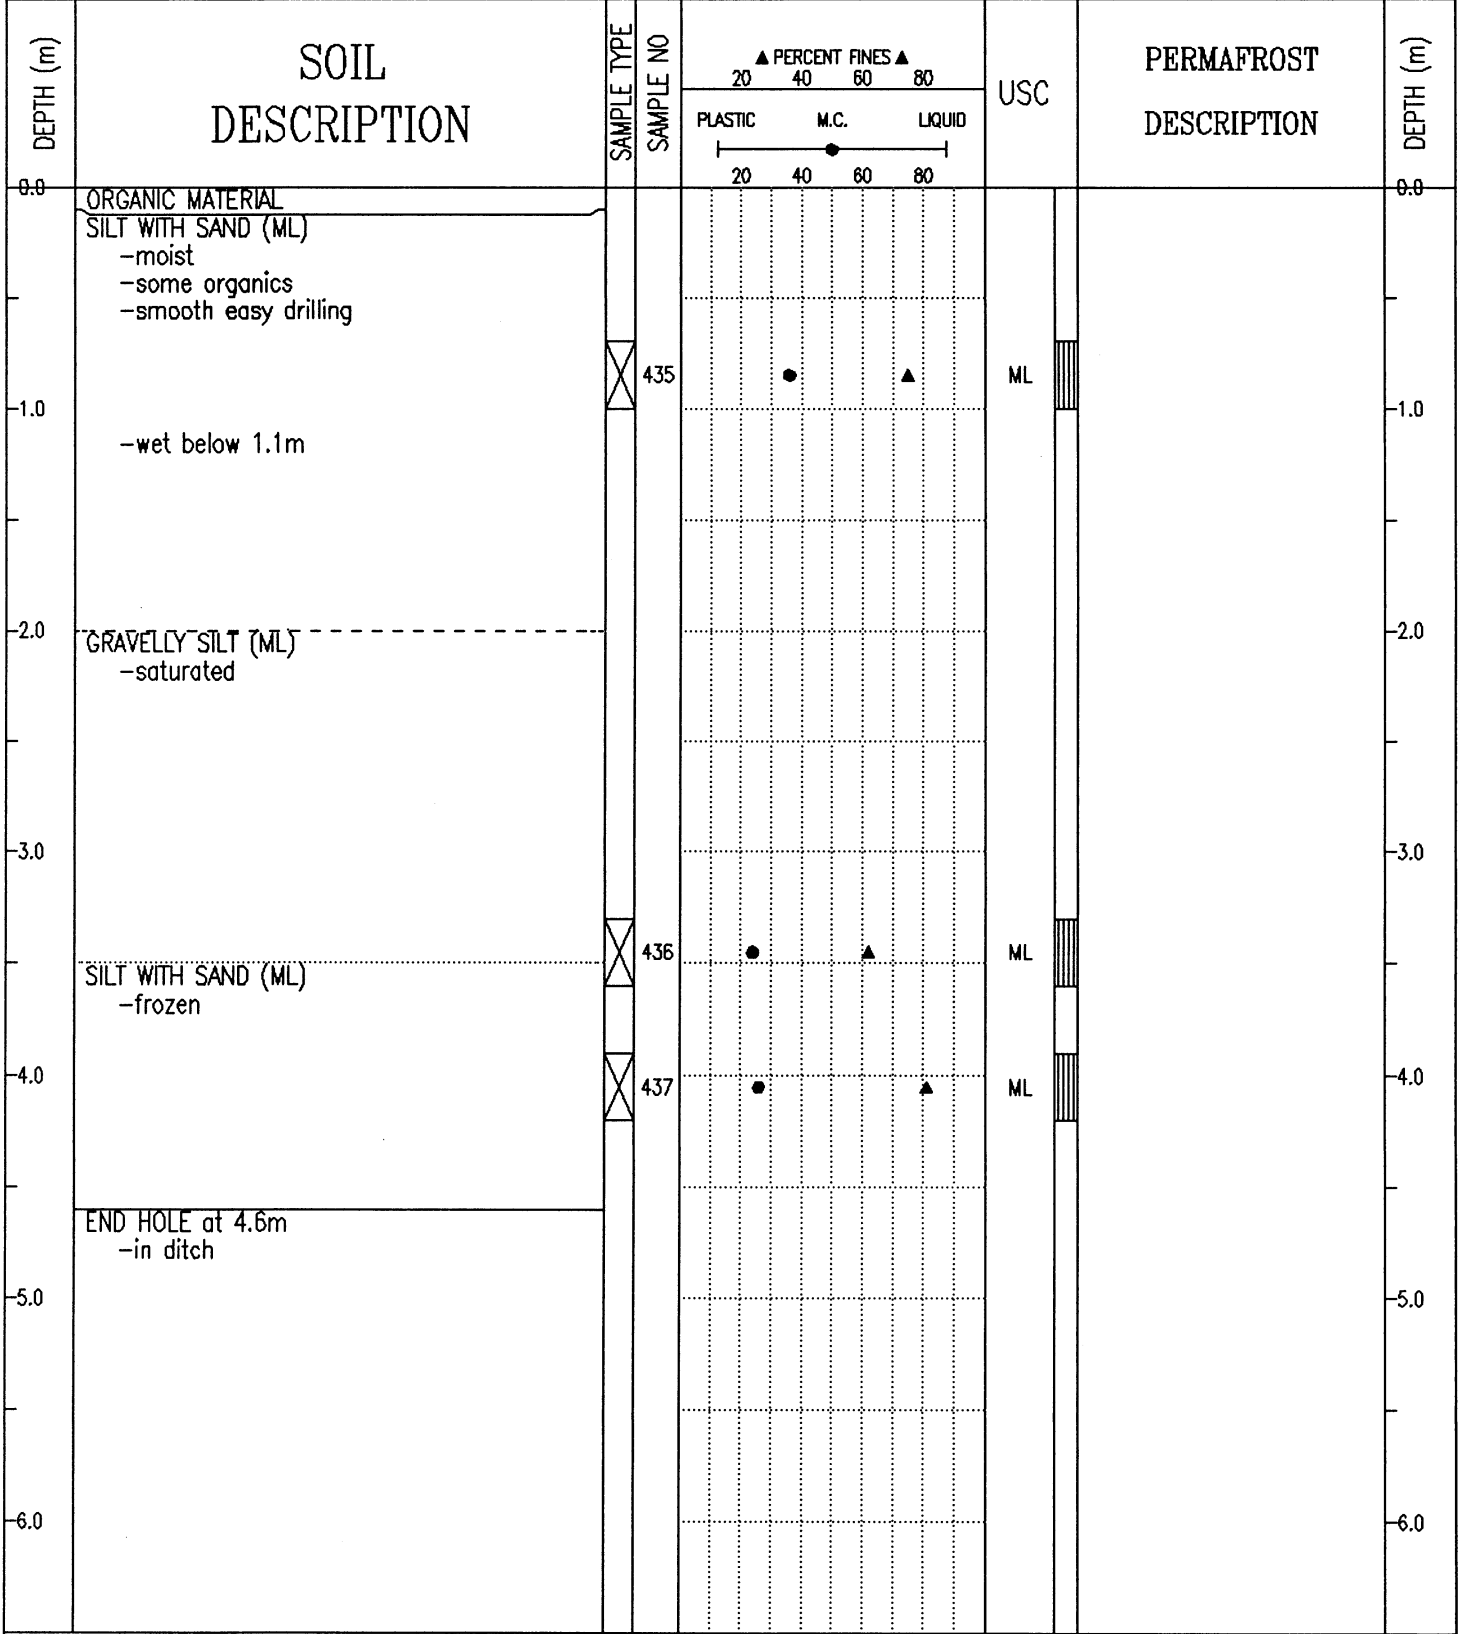 DEPTH (m)
SOIL
DESCRIPTION
SAMPLE TYPE
SAMPLE NO
▲ PERCENT FINES ▲
20 40 60 80
PLASTIC M.C. LIQUID
20 40 60 80
USC
PERMAFROST
DESCRIPTION
DEPTH (m)
0.0 0.0
ORGANIC MATERIAL
SILT WITH SAND (ML)
-moist
-some organics
-smooth easy drilling
435 ML
1.0 1.0
-wet below 1.1m
2.0 2.0
GRAVELLY SILT (ML)
-saturated
3.0 3.0
436 ML
SILT WITH SAND (ML)
-frozen
4.0 4.0
437 ML
END HOLE at 4.6m
-in ditch
5.0 5.0
6.0 6.0